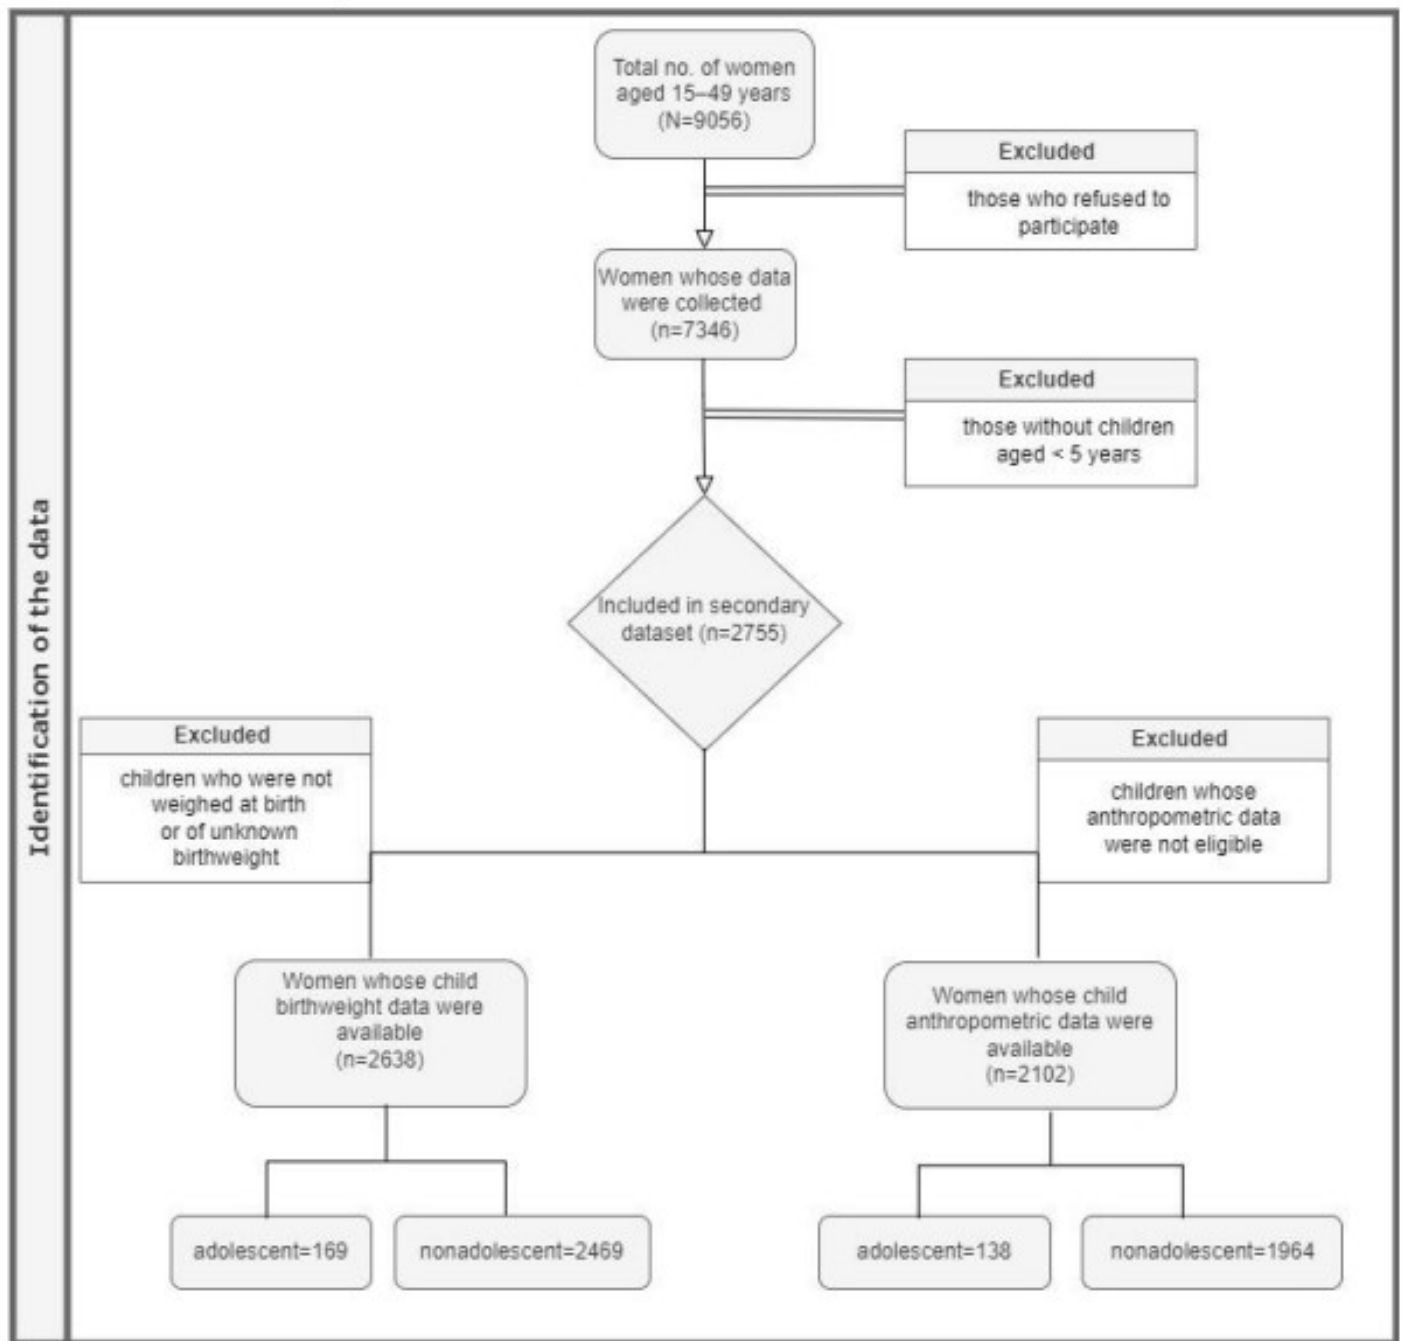 Identification of the data
Total no. of women
aged 15–49 years
(N=9056)
Excluded
those who refused to
participate
Women whose data
were collected
(n=7346)
Excluded
those without children
aged < 5 years
Included in secondary
dataset (n=2755)
Excluded
children who were not
weighed at birth
or of unknown
birthweight
Excluded
children whose
anthropometric data
were not eligible
Women whose child
birthweight data were
available
(n=2638)
Women whose child
anthropometric data were
available
(n=2102)
adolescent=169
nonadolescent=2469
adolescent=138
nonadolescent=1964